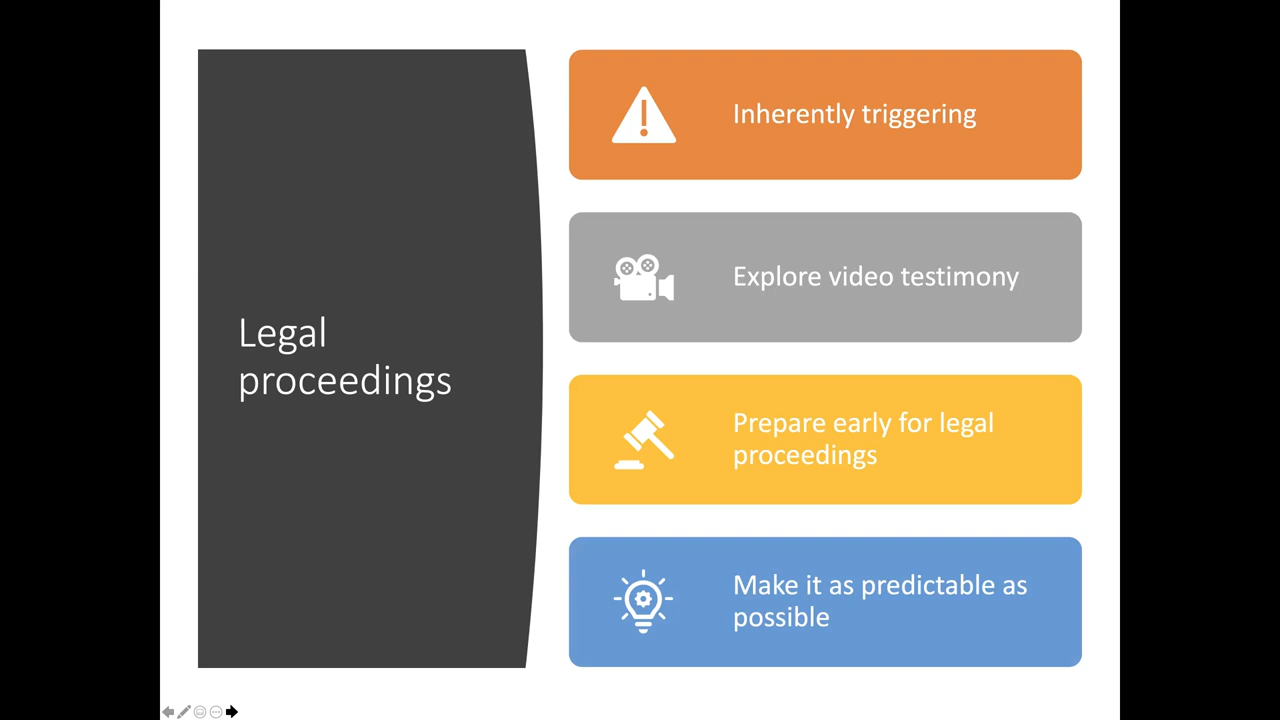 Legal
proceedings
Inherently triggering
Explore video testimony
Prepare early for legal
proceedings
Make it as predictable as
possible